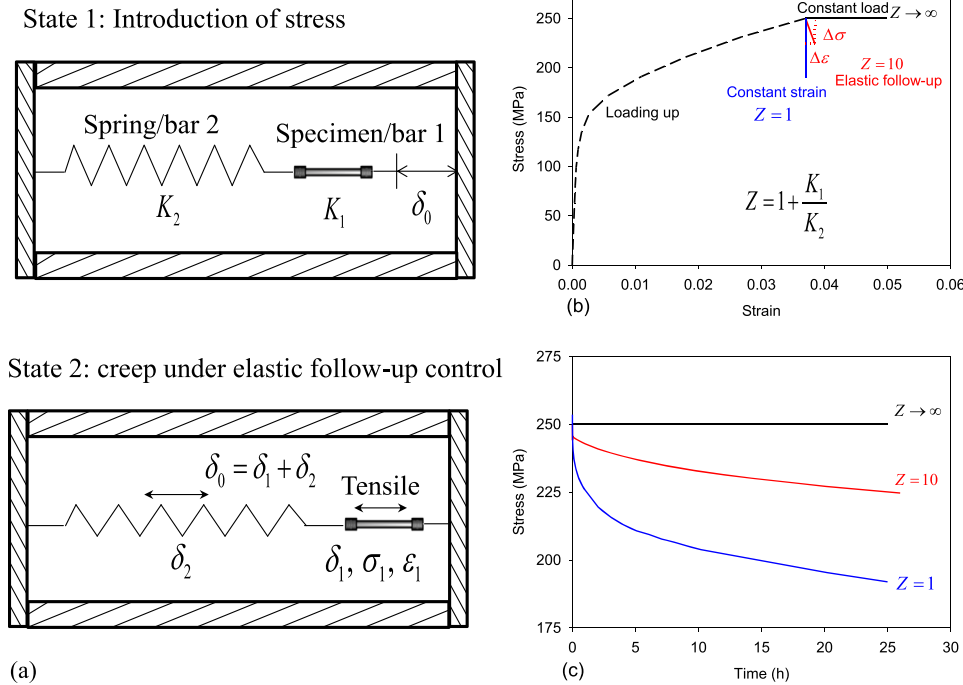 State 1: Introduction of stress
Spring/bar 2
Specimen/bar 1
K₂
K₁
δ₀
State 2: creep under elastic follow-up control
δ₀ = δ₁ + δ₂
Tensile
δ₂
δ₁, σ₁, ε₁
(a)
250
200
150
100
50
0
Stress (MPa)
Constant load
Z → ∞
Δσ
Δε
Z = 10
Elastic follow-up
Constant strain
Z = 1
Loading up
Z = 1 + K₁/K₂
0.00 0.01 0.02 0.03 0.04 0.05 0.06
(b)
Strain
275
250
225
200
175
Stress (MPa)
Z → ∞
Z = 10
Z = 1
0 5 10 15 20 25 30
(c)
Time (h)